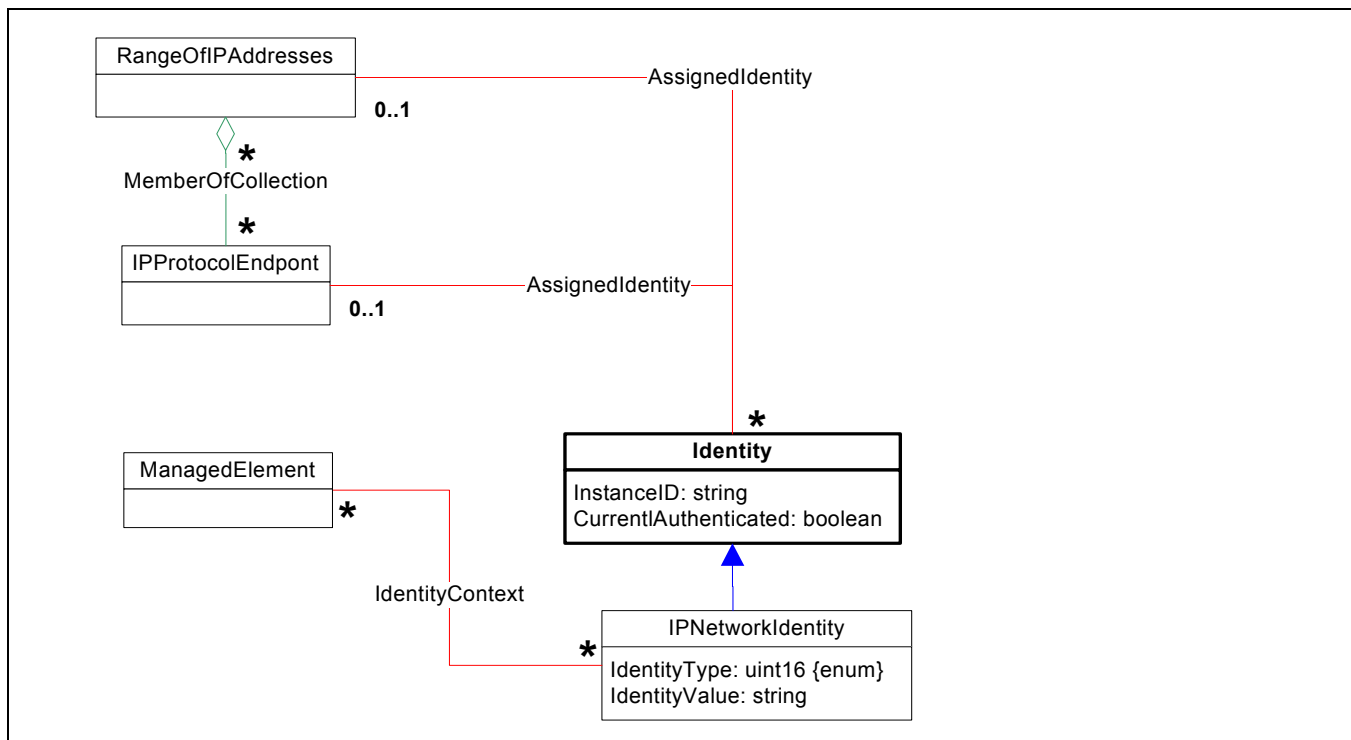 RangeOfIPAddresses
AssignedIdentity
0..1
*
MemberOfCollection
*
IPProtocolEndpont
AssignedIdentity
0..1
*
Identity
ManagedElement
InstanceID: string
*
CurrentlAuthenticated: boolean
IdentityContext
IPNetworkIdentity
*
IdentityType: uint16 {enum}
IdentityValue: string